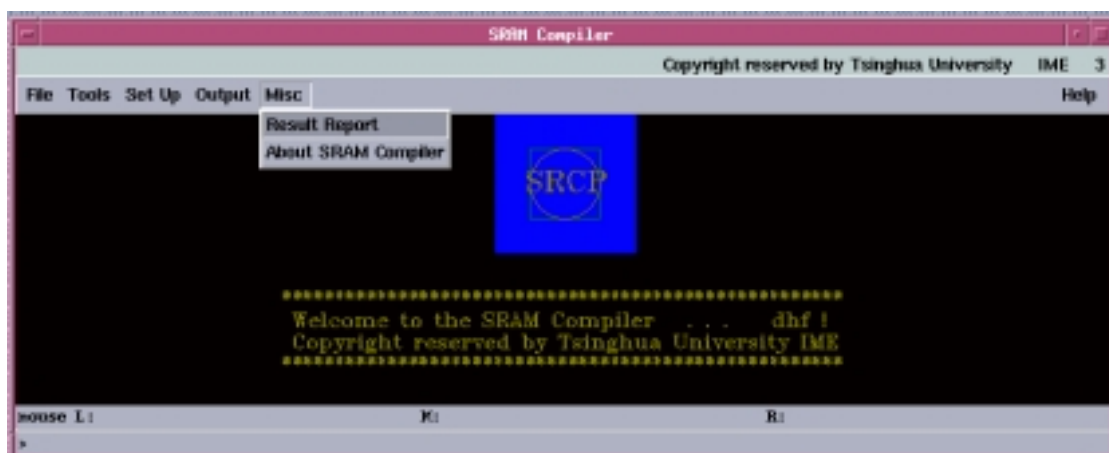 SRAM Compiler
Copyright reserved by Tsinghua University IME 3
File Tools Set Up Output Misc Help
Result Report
About SRAM Compiler
SRCP
****************************************************
Welcome to the SRAM Compiler . . . dhf !
Copyright reserved by Tsinghua University IME
****************************************************
mouse L: M: R:
>